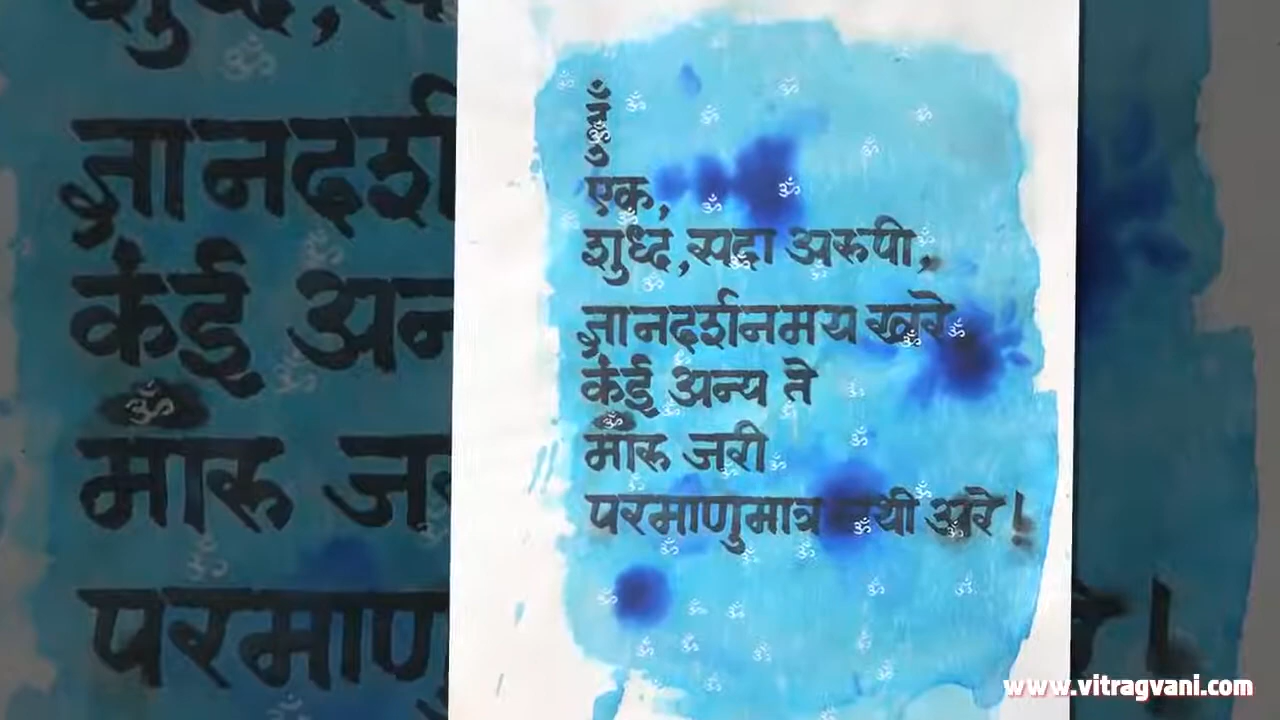 एक,
शुध्द,सदा अरुपी,
ज्ञानदर्शनमय खरे
कंई अन्य ते
मारू जरी
परमाणुमात्र नथी अरे!
www.vitragvani.com